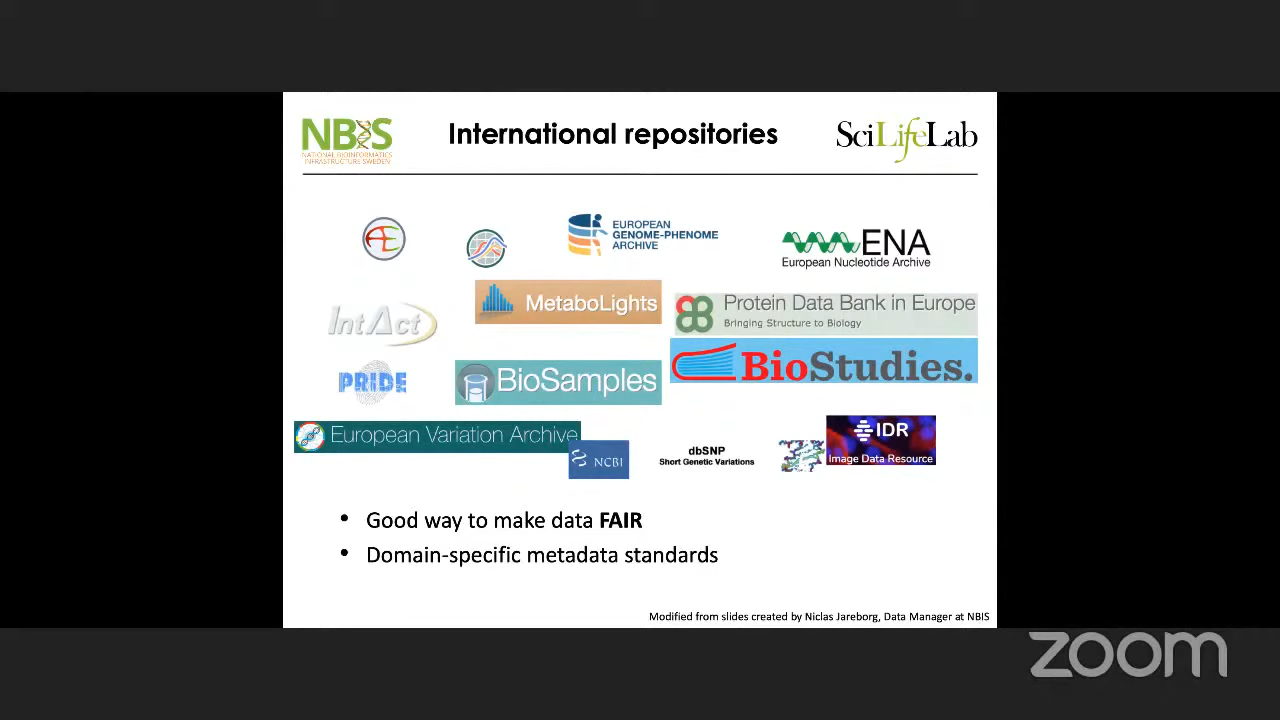 NBIS
NATIONAL BIOINFORMATICS
INFRASTRUCTURE SWEDEN
International repositories
SciLifeLab
AE
EUROPEAN
GENOME-PHENOME
ARCHIVE
ENA
European Nucleotide Archive
IntAct
MetaboLights
Protein Data Bank in Europe
Bringing Structure to Biology
PRIDE
BioSamples
BioStudies.
European Variation Archive
NCBI
dbSNP
Short Genetic Variations
IDR
Image Data Resource
• Good way to make data FAIR
• Domain-specific metadata standards
Modified from slides created by Niclas Jareborg, Data Manager at NBIS
zoom